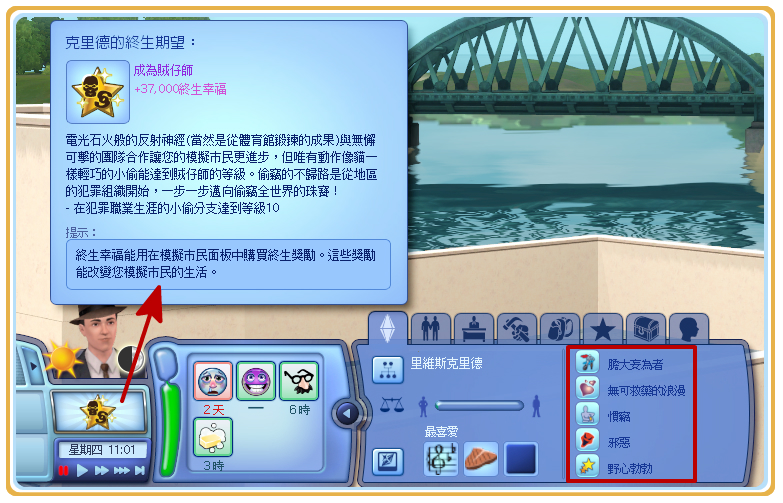 克里德的終生期望：
成為賊仔師
+37,000終生幸福
電光石火般的反射神經(當然是從體育館鍛鍊的成果)與無懈
可擊的團隊合作讓您的模擬市民更進步，但唯有動作像貓一
樣輕巧的小偷能達到賊仔師的等級。偷竊的不歸路是從地區
的犯罪組織開始，一步一步邁向偷竊全世界的珠寶！
- 在犯罪職業生涯的小偷分支達到等級10
提示：
終生幸福能用在模擬市民面板中購買終生獎勵。這些獎勵
能改變您模擬市民的生活。
里維斯克里德
膽大妄為者
無可救藥的浪漫
慣竊
邪惡
野心勃勃
最喜愛
2天
6時
3時
星期四 11:01